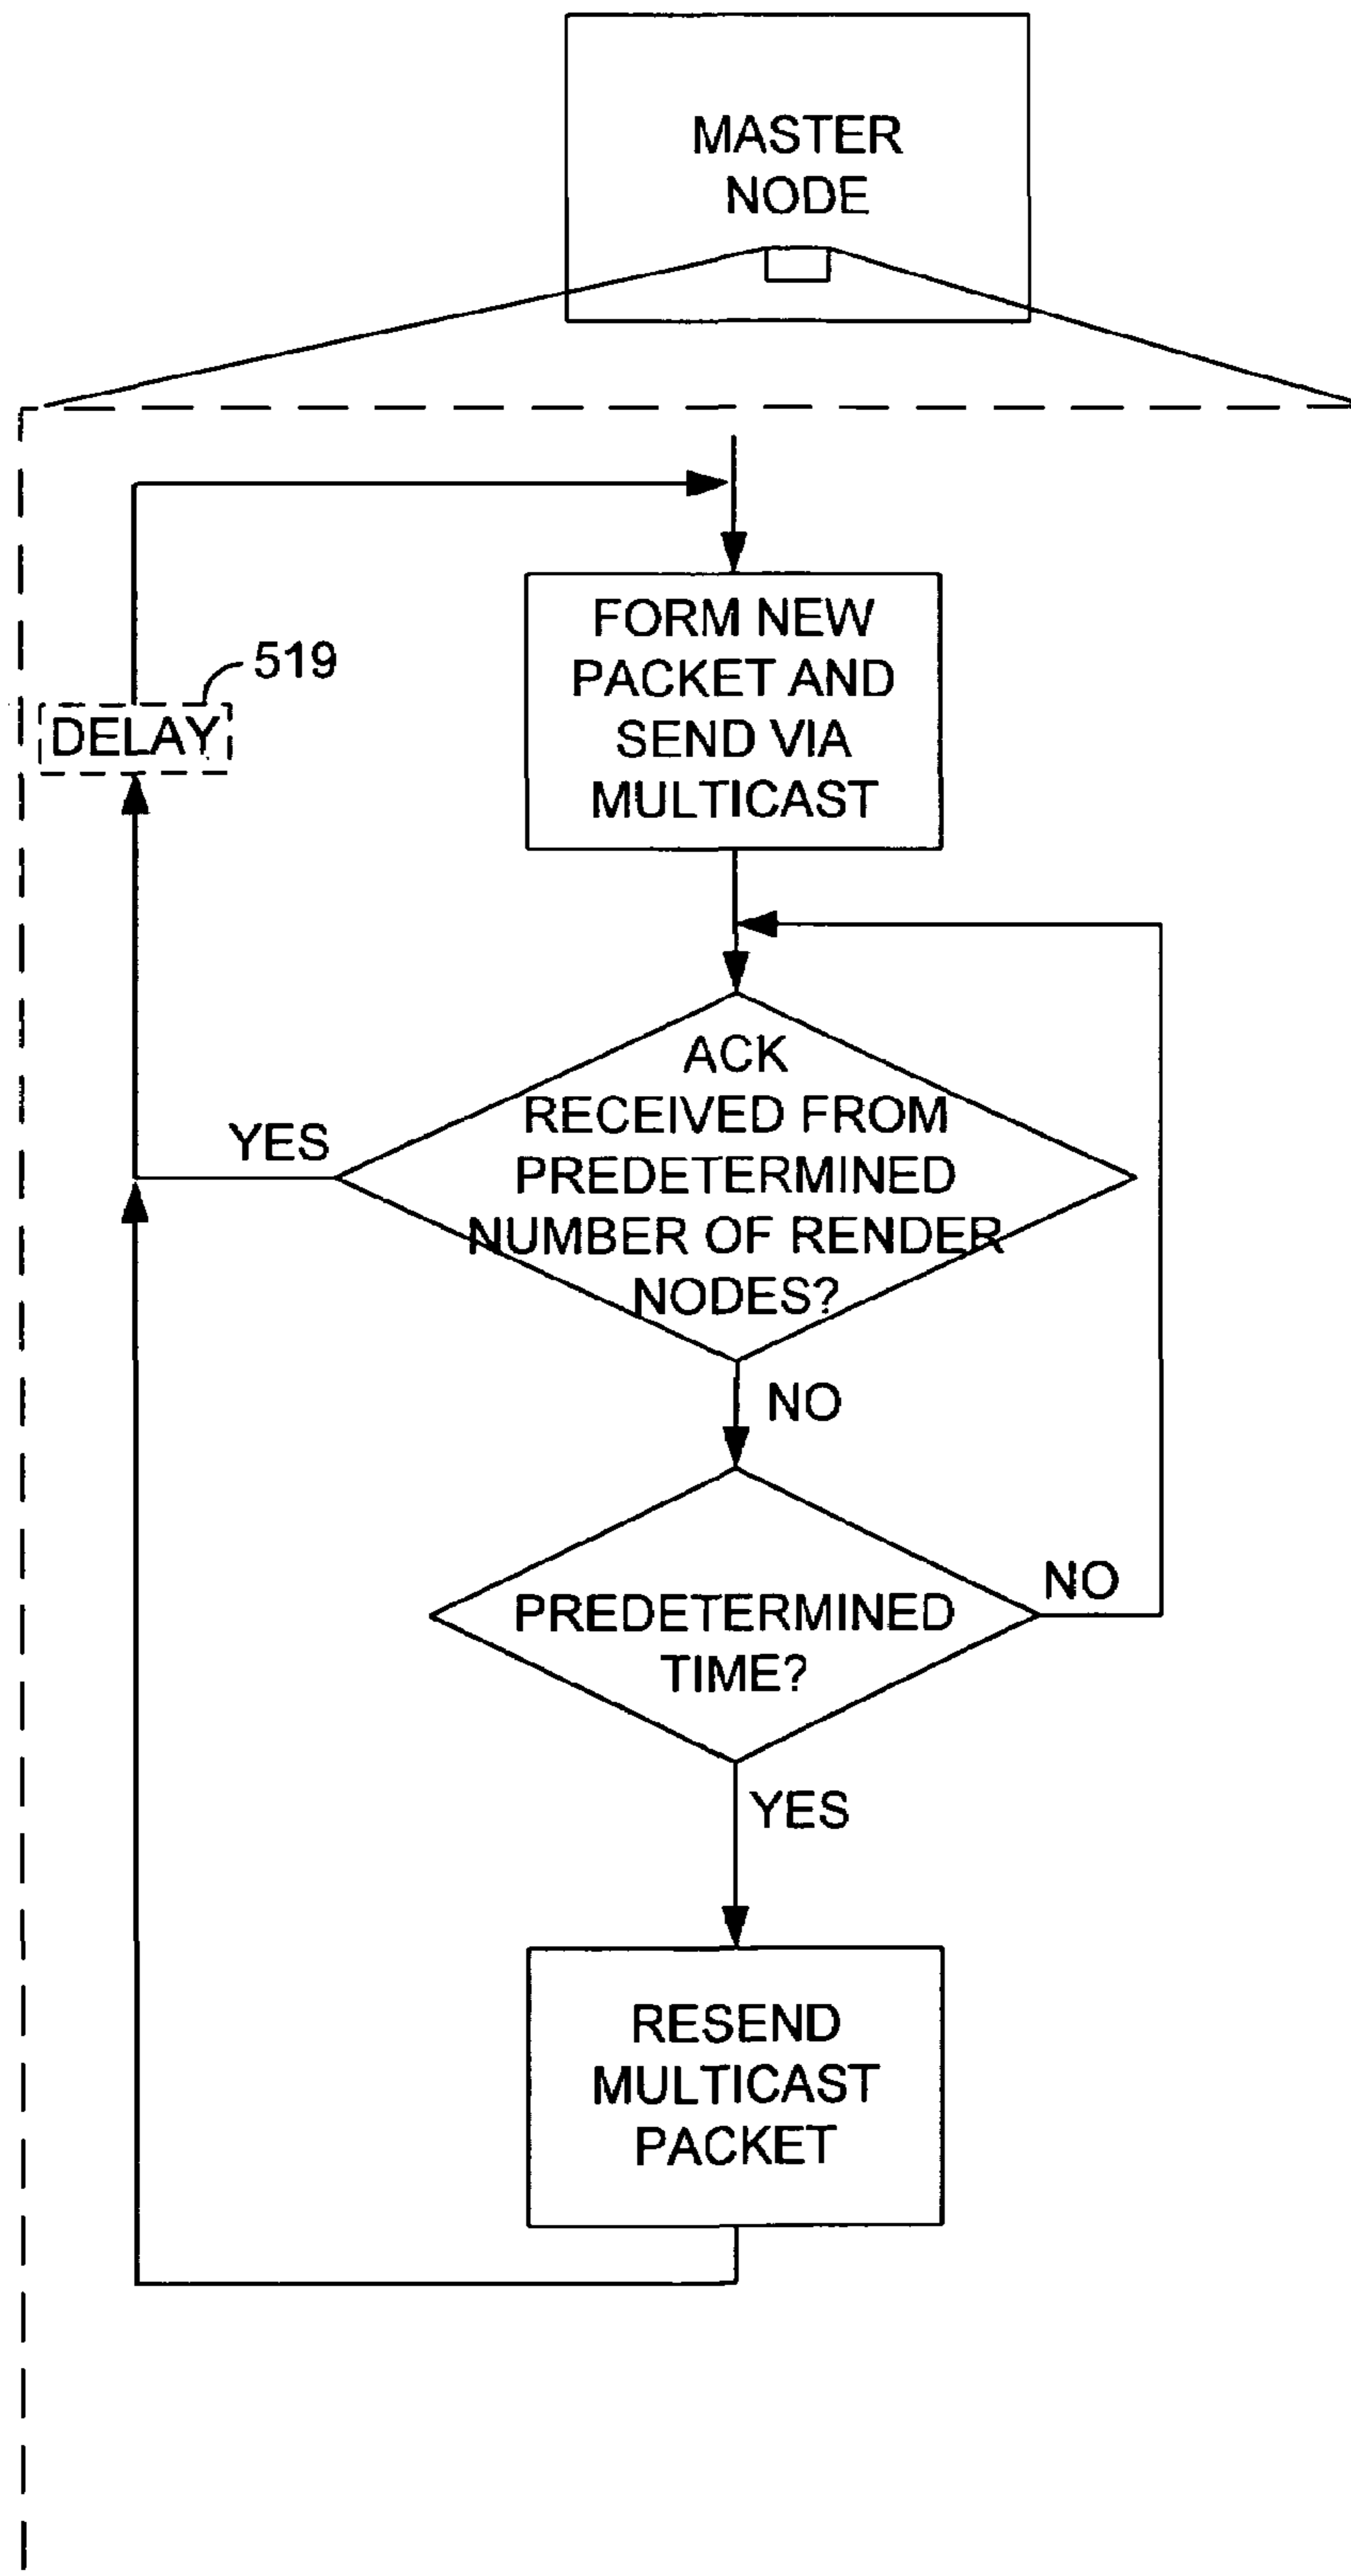 MASTER
NODE
FORM NEW
PACKET AND
SEND VIA
MULTICAST
519
DELAY
ACK
RECEIVED FROM
PREDETERMINED
NUMBER OF RENDER
NODES?
YES
NO
PREDETERMINED
TIME?
NO
YES
RESEND
MULTICAST
PACKET